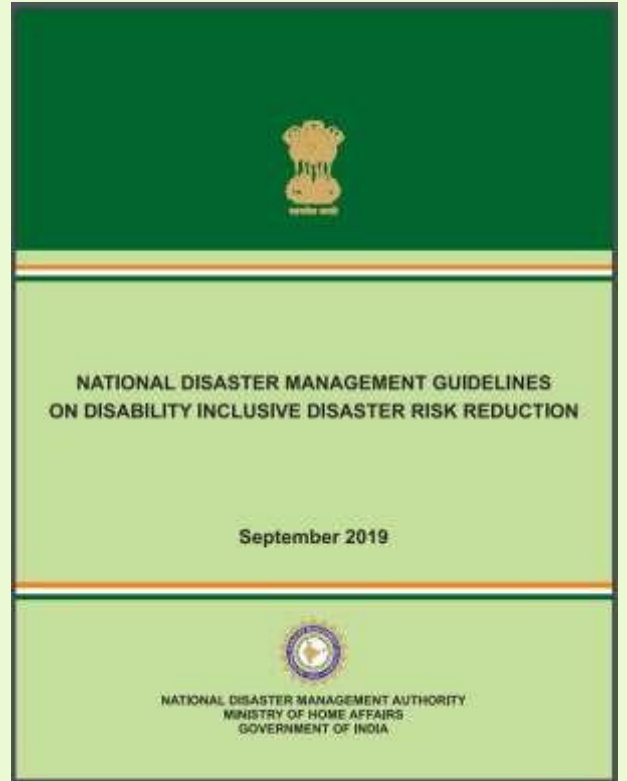 NATIONAL DISASTER MANAGEMENT GUIDELINES
ON DISABILITY INCLUSIVE DISASTER RISK REDUCTION
September 2019
NATIONAL DISASTER MANAGEMENT AUTHORITY
MINISTRY OF HOME AFFAIRS
GOVERNMENT OF INDIA